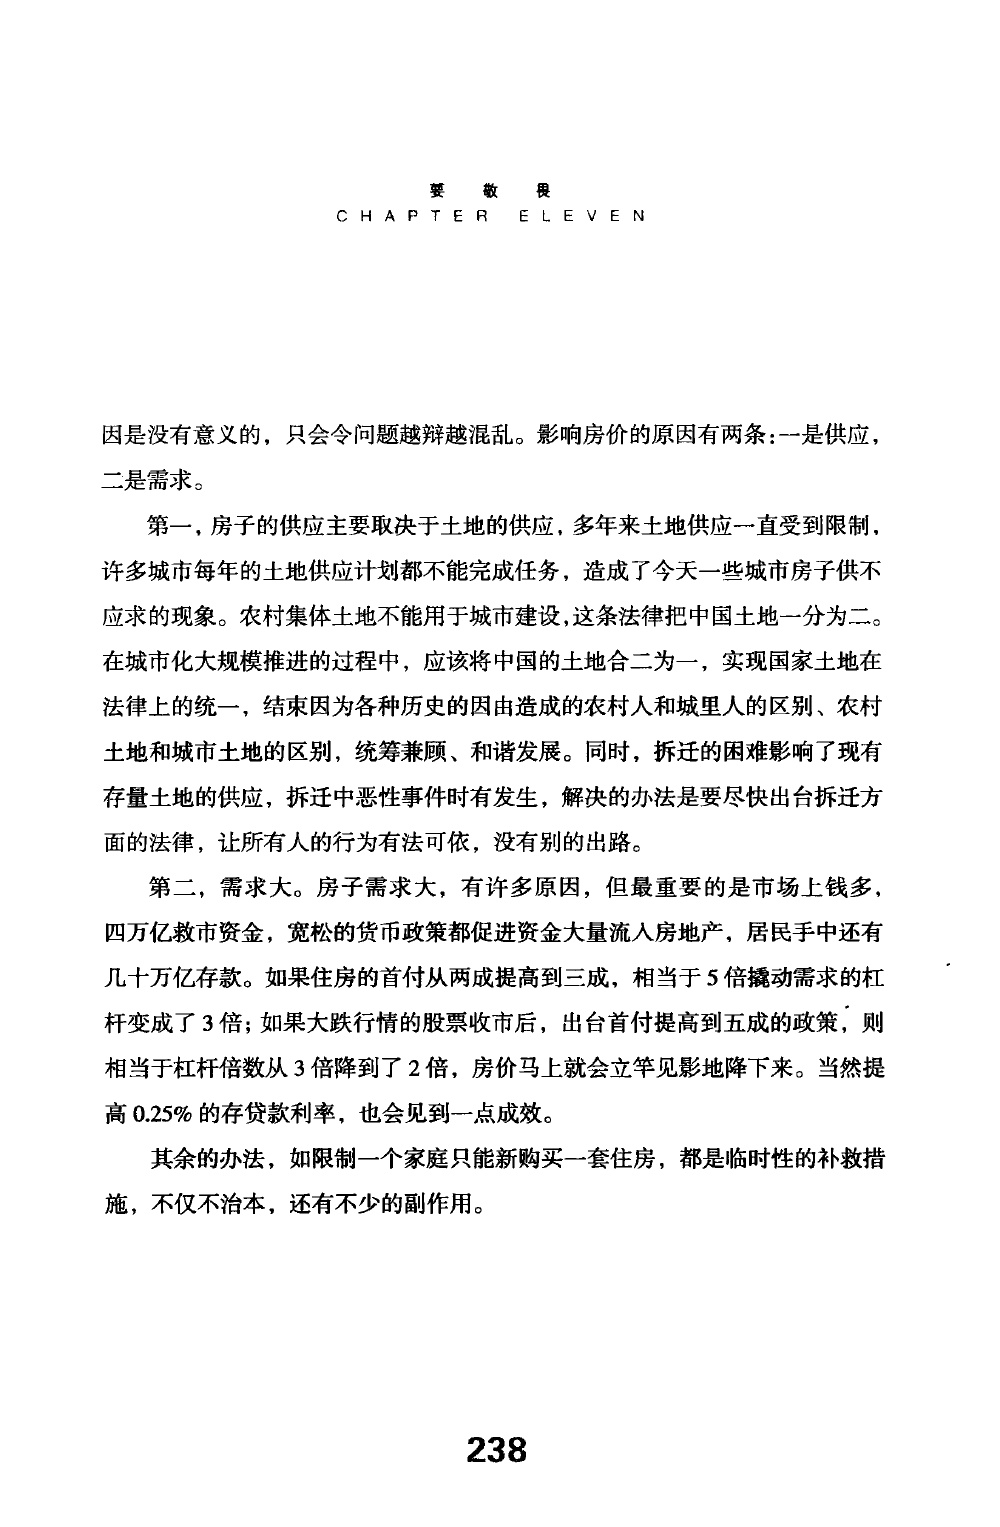 要敬畏
CHAPTER ELEVEN
因是没有意义的，只会令问题越辩越混乱。影响房价的原因有两条：一是供应，
二是需求。
第一，房子的供应主要取决于土地的供应，多年来土地供应一直受到限制，
许多城市每年的土地供应计划都不能完成任务，造成了今天一些城市房子供不
应求的现象。农村集体土地不能用于城市建设，这条法律把中国土地一分为二。
在城市化大规模推进的过程中，应该将中国的土地合二为一，实现国家土地在
法律上的统一，结束因为各种历史的因由造成的农村人和城里人的区别、农村
土地和城市土地的区别，统筹兼顾、和谐发展。同时，拆迁的困难影响了现有
存量土地的供应，拆迁中恶性事件时有发生，解决的办法是要尽快出台拆迁方
面的法律，让所有人的行为有法可依，没有别的出路。
第二，需求大。房子需求大，有许多原因，但最重要的是市场上钱多，
四万亿救市资金，宽松的货币政策都促进资金大量流入房地产，居民手中还有
几十万亿存款。如果住房的首付从两成提高到三成，相当于5倍撬动需求的杠
杆变成了3倍；如果大跌行情的股票收市后，出台首付提高到五成的政策，则
相当于杠杆倍数从3倍降到了2倍，房价马上就会立竿见影地降下来。当然提
高0.25%的存贷款利率，也会见到一点成效。
其余的办法，如限制一个家庭只能新购买一套住房，都是临时性的补救措
施，不仅不治本，还有不少的副作用。
238